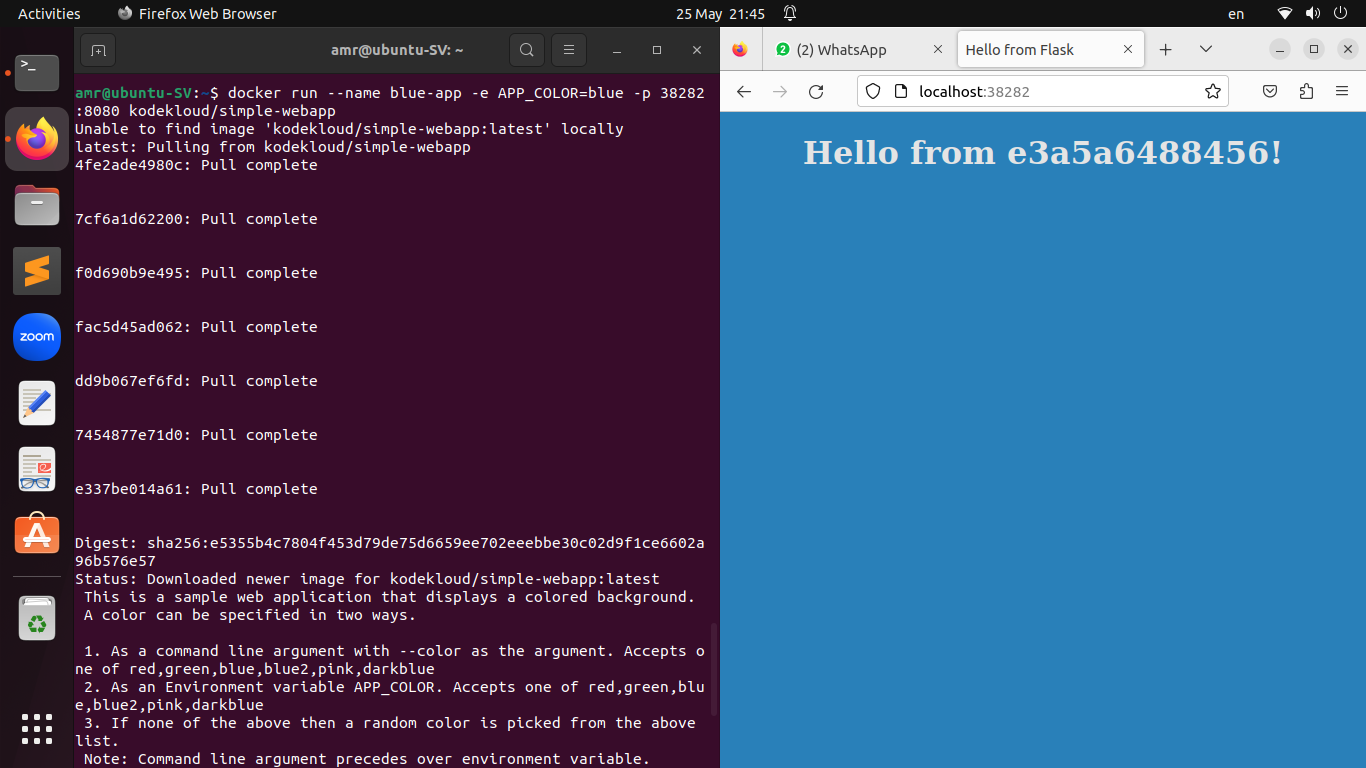 Activities
Firefox Web Browser
25 May 21:45
en
amr@ubuntu-SV: ~
amr@ubuntu-SV:~$ docker run --name blue-app -e APP_COLOR=blue -p 38282
:8080 kodekloud/simple-webapp
Unable to find image 'kodekloud/simple-webapp:latest' locally
latest: Pulling from kodekloud/simple-webapp
4fe2ade4980c: Pull complete
7cf6a1d62200: Pull complete
f0d690b9e495: Pull complete
fac5d45ad062: Pull complete
dd9b067ef6fd: Pull complete
7454877e71d0: Pull complete
e337be014a61: Pull complete
Digest: sha256:e5355b4c7804f453d79de75d6659ee702eeebbe30c02d9f1ce6602a
96b576e57
Status: Downloaded newer image for kodekloud/simple-webapp:latest
This is a sample web application that displays a colored background.
A color can be specified in two ways.
1. As a command line argument with --color as the argument. Accepts o
ne of red,green,blue,blue2,pink,darkblue
2. As an Environment variable APP_COLOR. Accepts one of red,green,blu
e,blue2,pink,darkblue
3. If none of the above then a random color is picked from the above
list.
Note: Command line argument precedes over environment variable.
zoom
2 (2) WhatsApp
Hello from Flask
localhost:38282
Hello from e3a5a6488456!